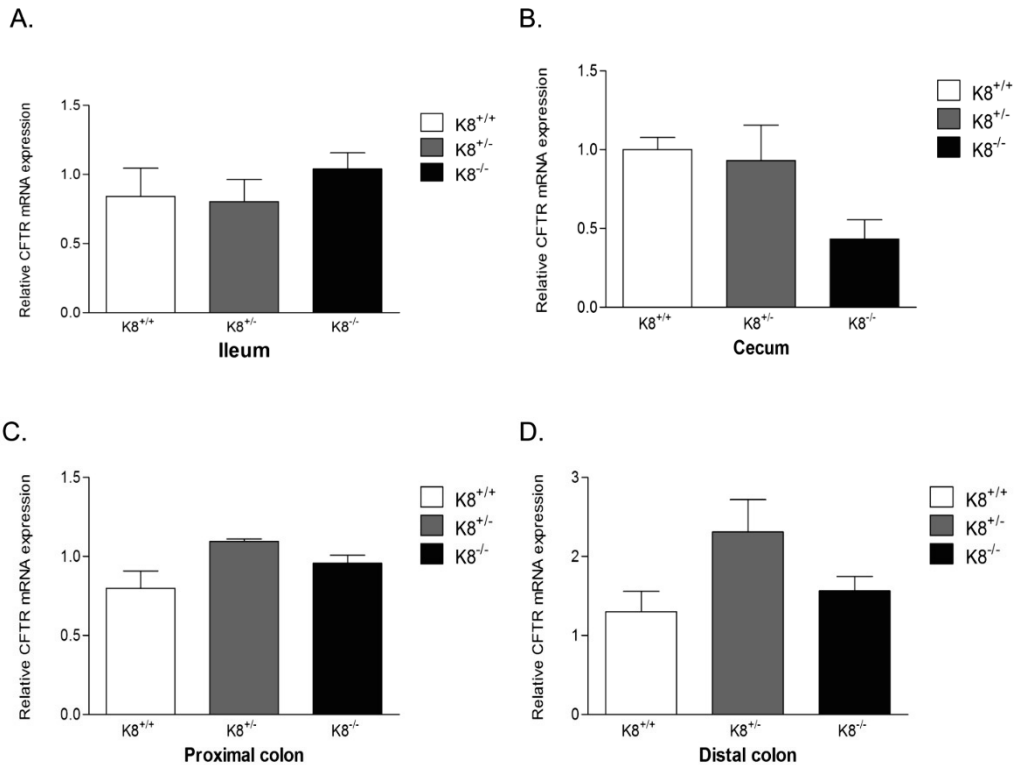 A.
Relative CFTR mRNA expression
1.5
1.0
0.5
0.0
K8+/+
K8+/-
K8-/-
K8+/+
K8+/-
K8-/-
Ileum
B.
Relative CFTR mRNA expression
1.5
1.0
0.5
0.0
K8+/+
K8+/-
K8-/-
K8+/+
K8+/-
K8-/-
Cecum
C.
Relative CFTR mRNA expression
1.5
1.0
0.5
0.0
K8+/+
K8+/-
K8-/-
K8+/+
K8+/-
K8-/-
Proximal colon
D.
Relative CFTR mRNA expression
3
2
1
0
K8+/+
K8+/-
K8-/-
K8+/+
K8+/-
K8-/-
Distal colon